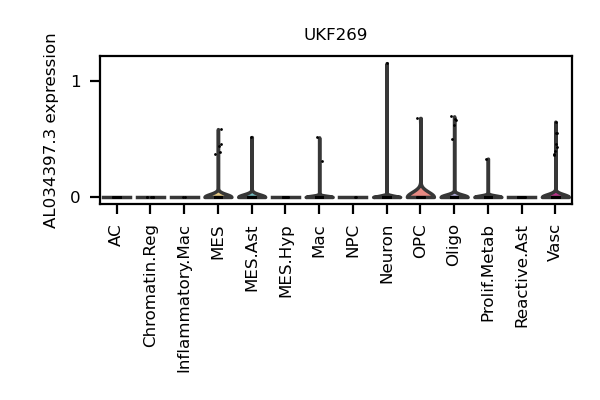 UKF269
AL034397.3 expression
1
0
AC
Chromatin.Reg
Inflammatory.Mac
MES
MES.Ast
MES.Hyp
Mac
NPC
Neuron
OPC
Oligo
Prolif.Metab
Reactive.Ast
Vasc